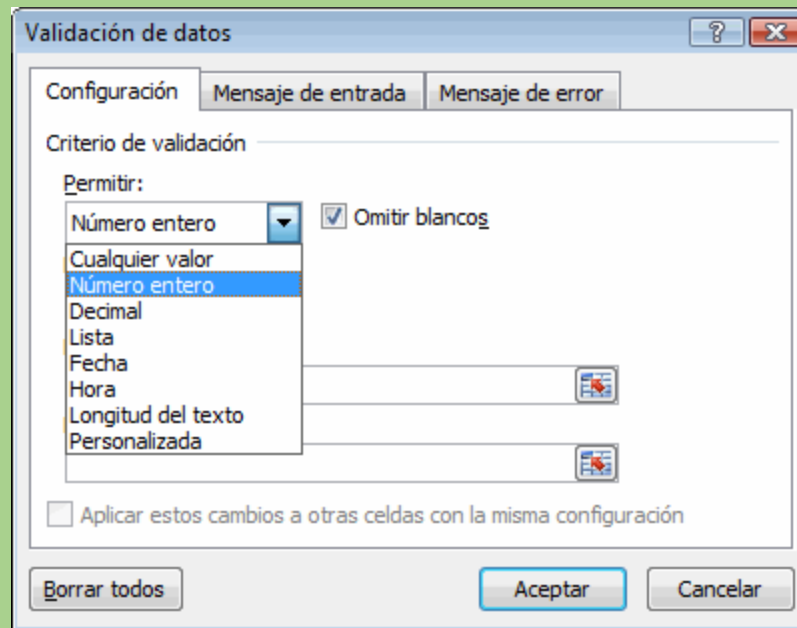 Validación de datos
Configuración
Mensaje de entrada
Mensaje de error
Criterio de validación
Permitir:
Número entero
Omitir blancos
Cualquier valor
Número entero
Decimal
Lista
Fecha
Hora
Longitud del texto
Personalizada
Aplicar estos cambios a otras celdas con la misma configuración
Borrar todos
Aceptar
Cancelar